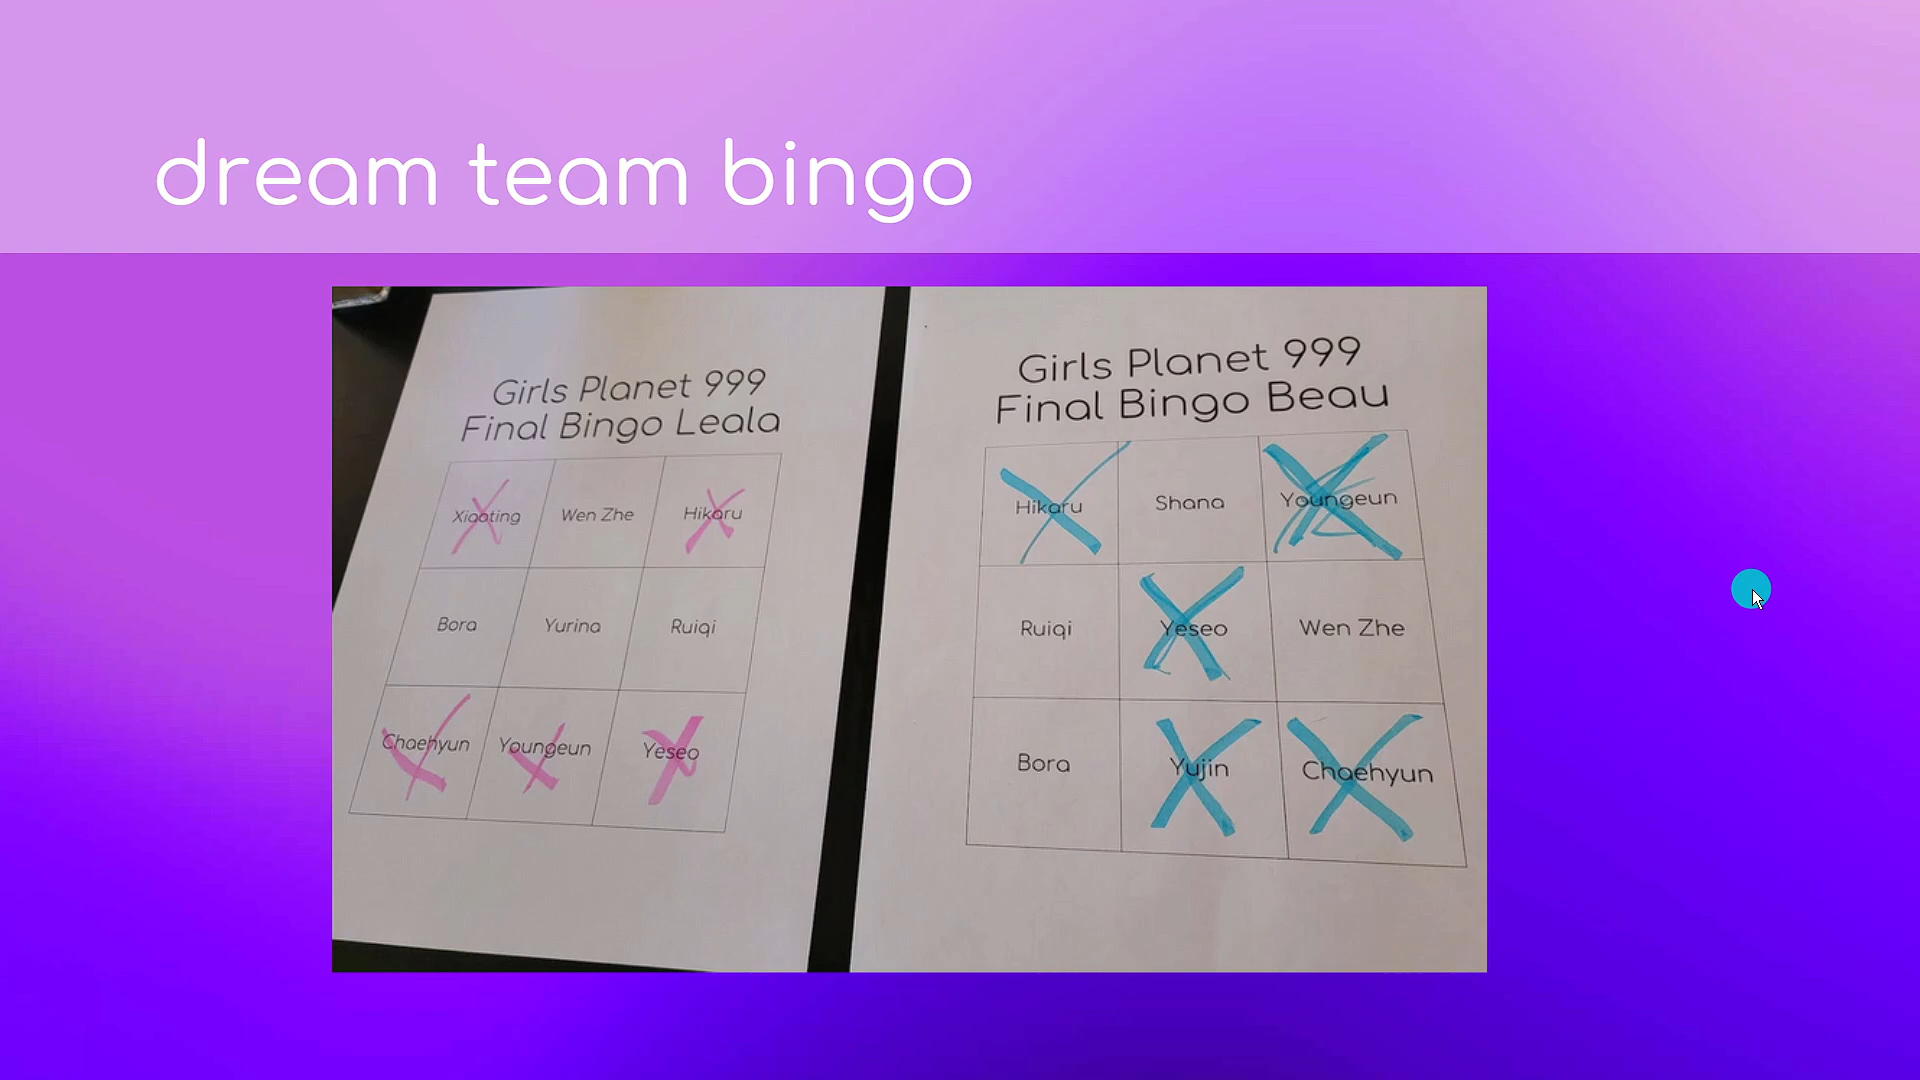 dream team bingo
Girls Planet 999
Final Bingo Leala
Xiaoting Wen Zhe Hikaru
Bora Yurina Ruiqi
Chaehyun Youngeun Yeseo
Girls Planet 999
Final Bingo Beau
Hikaru Shana Youngeun
Ruiqi Yeseo Wen Zhe
Bora Yujin Chaehyun